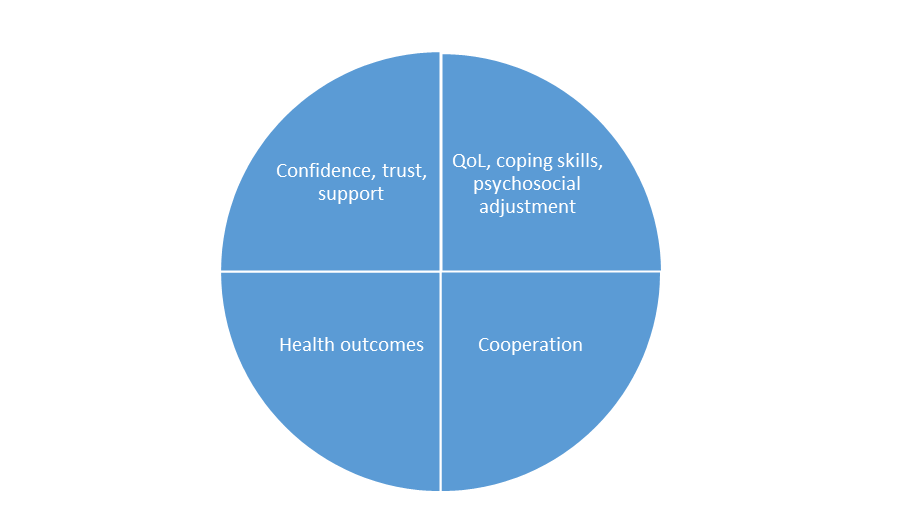 Confidence, trust,
support
QoL, coping skills,
psychosocial
adjustment
Health outcomes
Cooperation